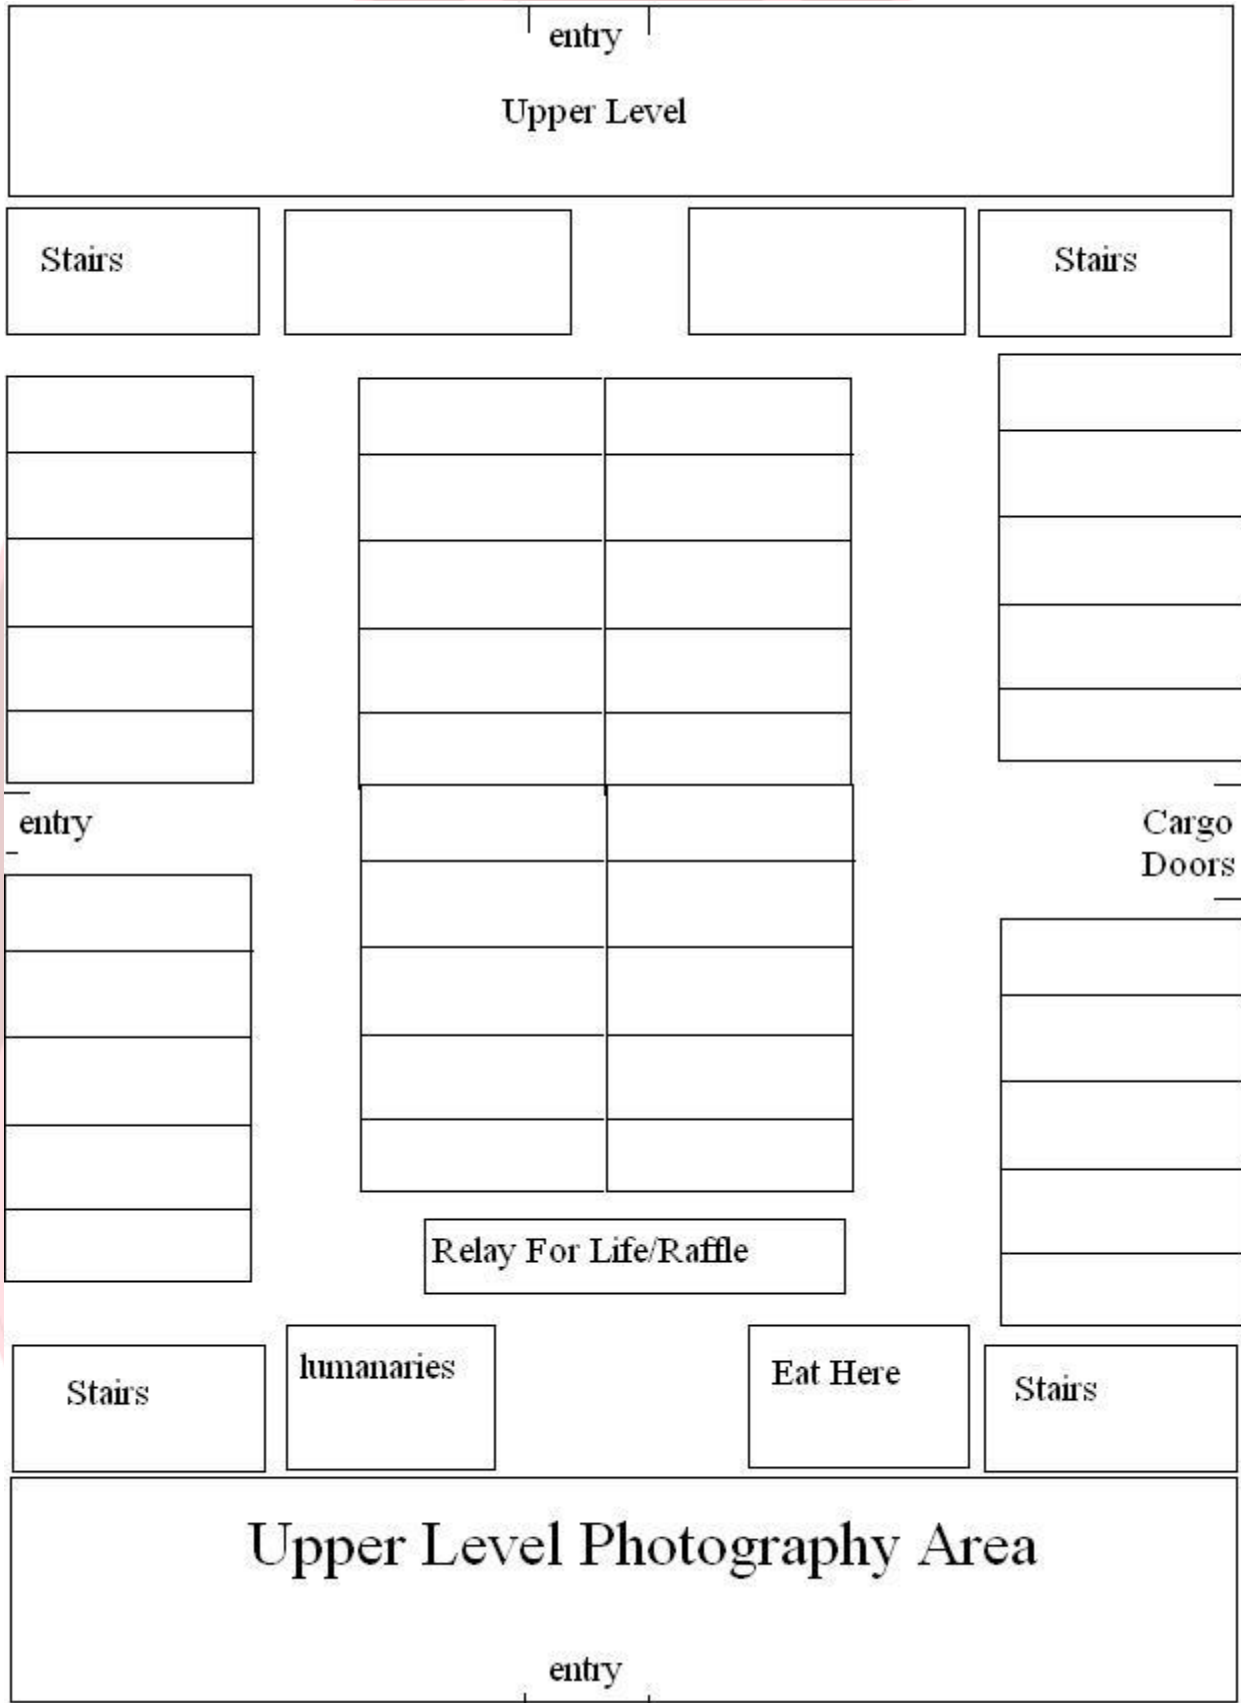 entry
Upper Level
Stairs
Stairs
entry
Cargo
Doors
Relay For Life/Raffle
lumanaries
Eat Here
Stairs
Stairs
Upper Level Photography Area
entry